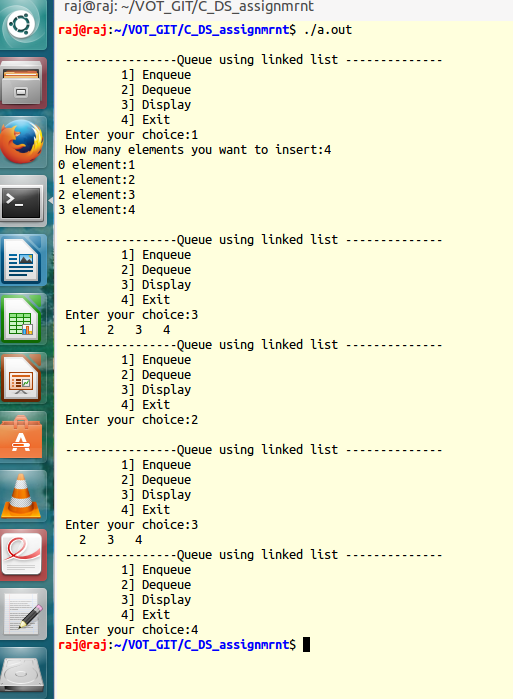 raj@raj: ~/VOT_GIT/C_DS_assignmrnt
raj@raj:~/VOT_GIT/C_DS_assignmrnt$ ./a.out
---------------Queue using linked list -------------
1] Enqueue
2] Dequeue
3] Display
4] Exit
Enter your choice:1
How many elements you want to insert:4
0 element:1
1 element:2
2 element:3
3 element:4
---------------Queue using linked list -------------
1] Enqueue
2] Dequeue
3] Display
4] Exit
Enter your choice:3
1 2 3 4
---------------Queue using linked list -------------
1] Enqueue
2] Dequeue
3] Display
4] Exit
Enter your choice:2
---------------Queue using linked list -------------
1] Enqueue
2] Dequeue
3] Display
4] Exit
Enter your choice:3
2 3 4
---------------Queue using linked list -------------
1] Enqueue
2] Dequeue
3] Display
4] Exit
Enter your choice:4
raj@raj:~/VOT_GIT/C_DS_assignmrnt$